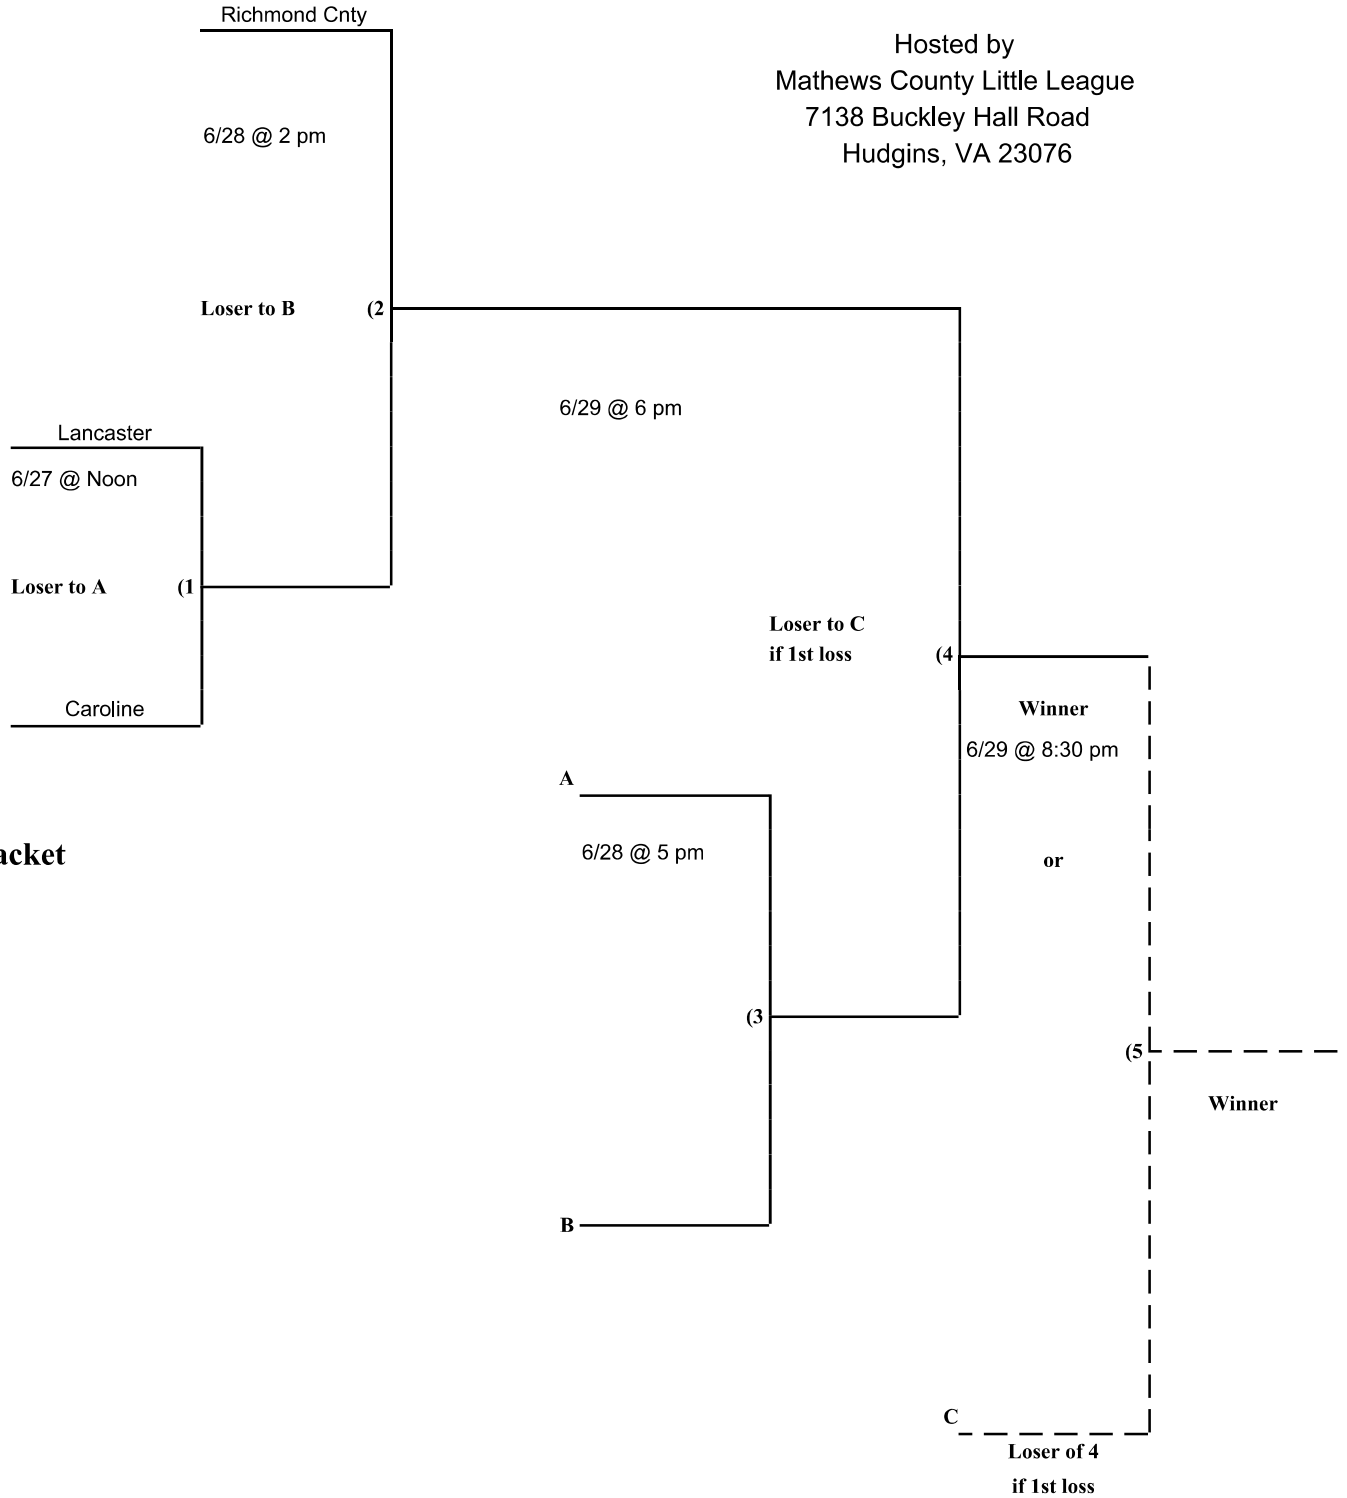 Richmond Cnty
Hosted by
Mathews County Little League
7138 Buckley Hall Road
Hudgins, VA 23076
6/28 @ 2 pm
Loser to B (2
6/29 @ 6 pm
Lancaster
6/27 @ Noon
Loser to A (1
Loser to C
if 1st loss (4
Caroline
Winner
6/29 @ 8:30 pm
A
6/28 @ 5 pm
acket
or
(3
(5
Winner
B
C
Loser of 4
if 1st loss